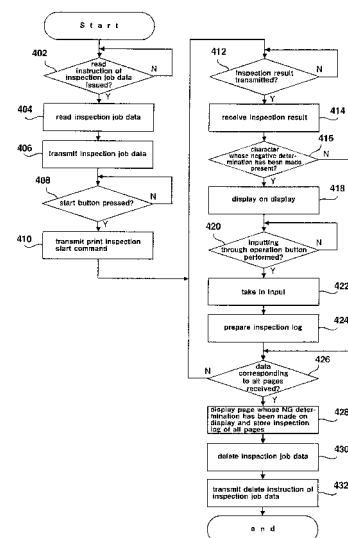 Start
402
read
instruction of
inspection job data
issued?
N
Y
404
read inspection job data
406
transmit inspection job data
408
start button pressed?
N
Y
410
transmit print inspection
start command
412
Inspection result
transmitted?
N
Y
414
receive inspection result
416
character
whose negative deter-
mination has been made
present?
N
Y
418
display on display
420
inputting
through operation button
performed?
N
Y
422
take in input
424
prepare inspection log
426
data
corresponding
to all pages
received?
N
Y
428
display page whose NG deter-
mination has been made on
display and store inspection
log of all pages
430
delete inspection job data
432
transmit delete instruction of
inspection job data
end